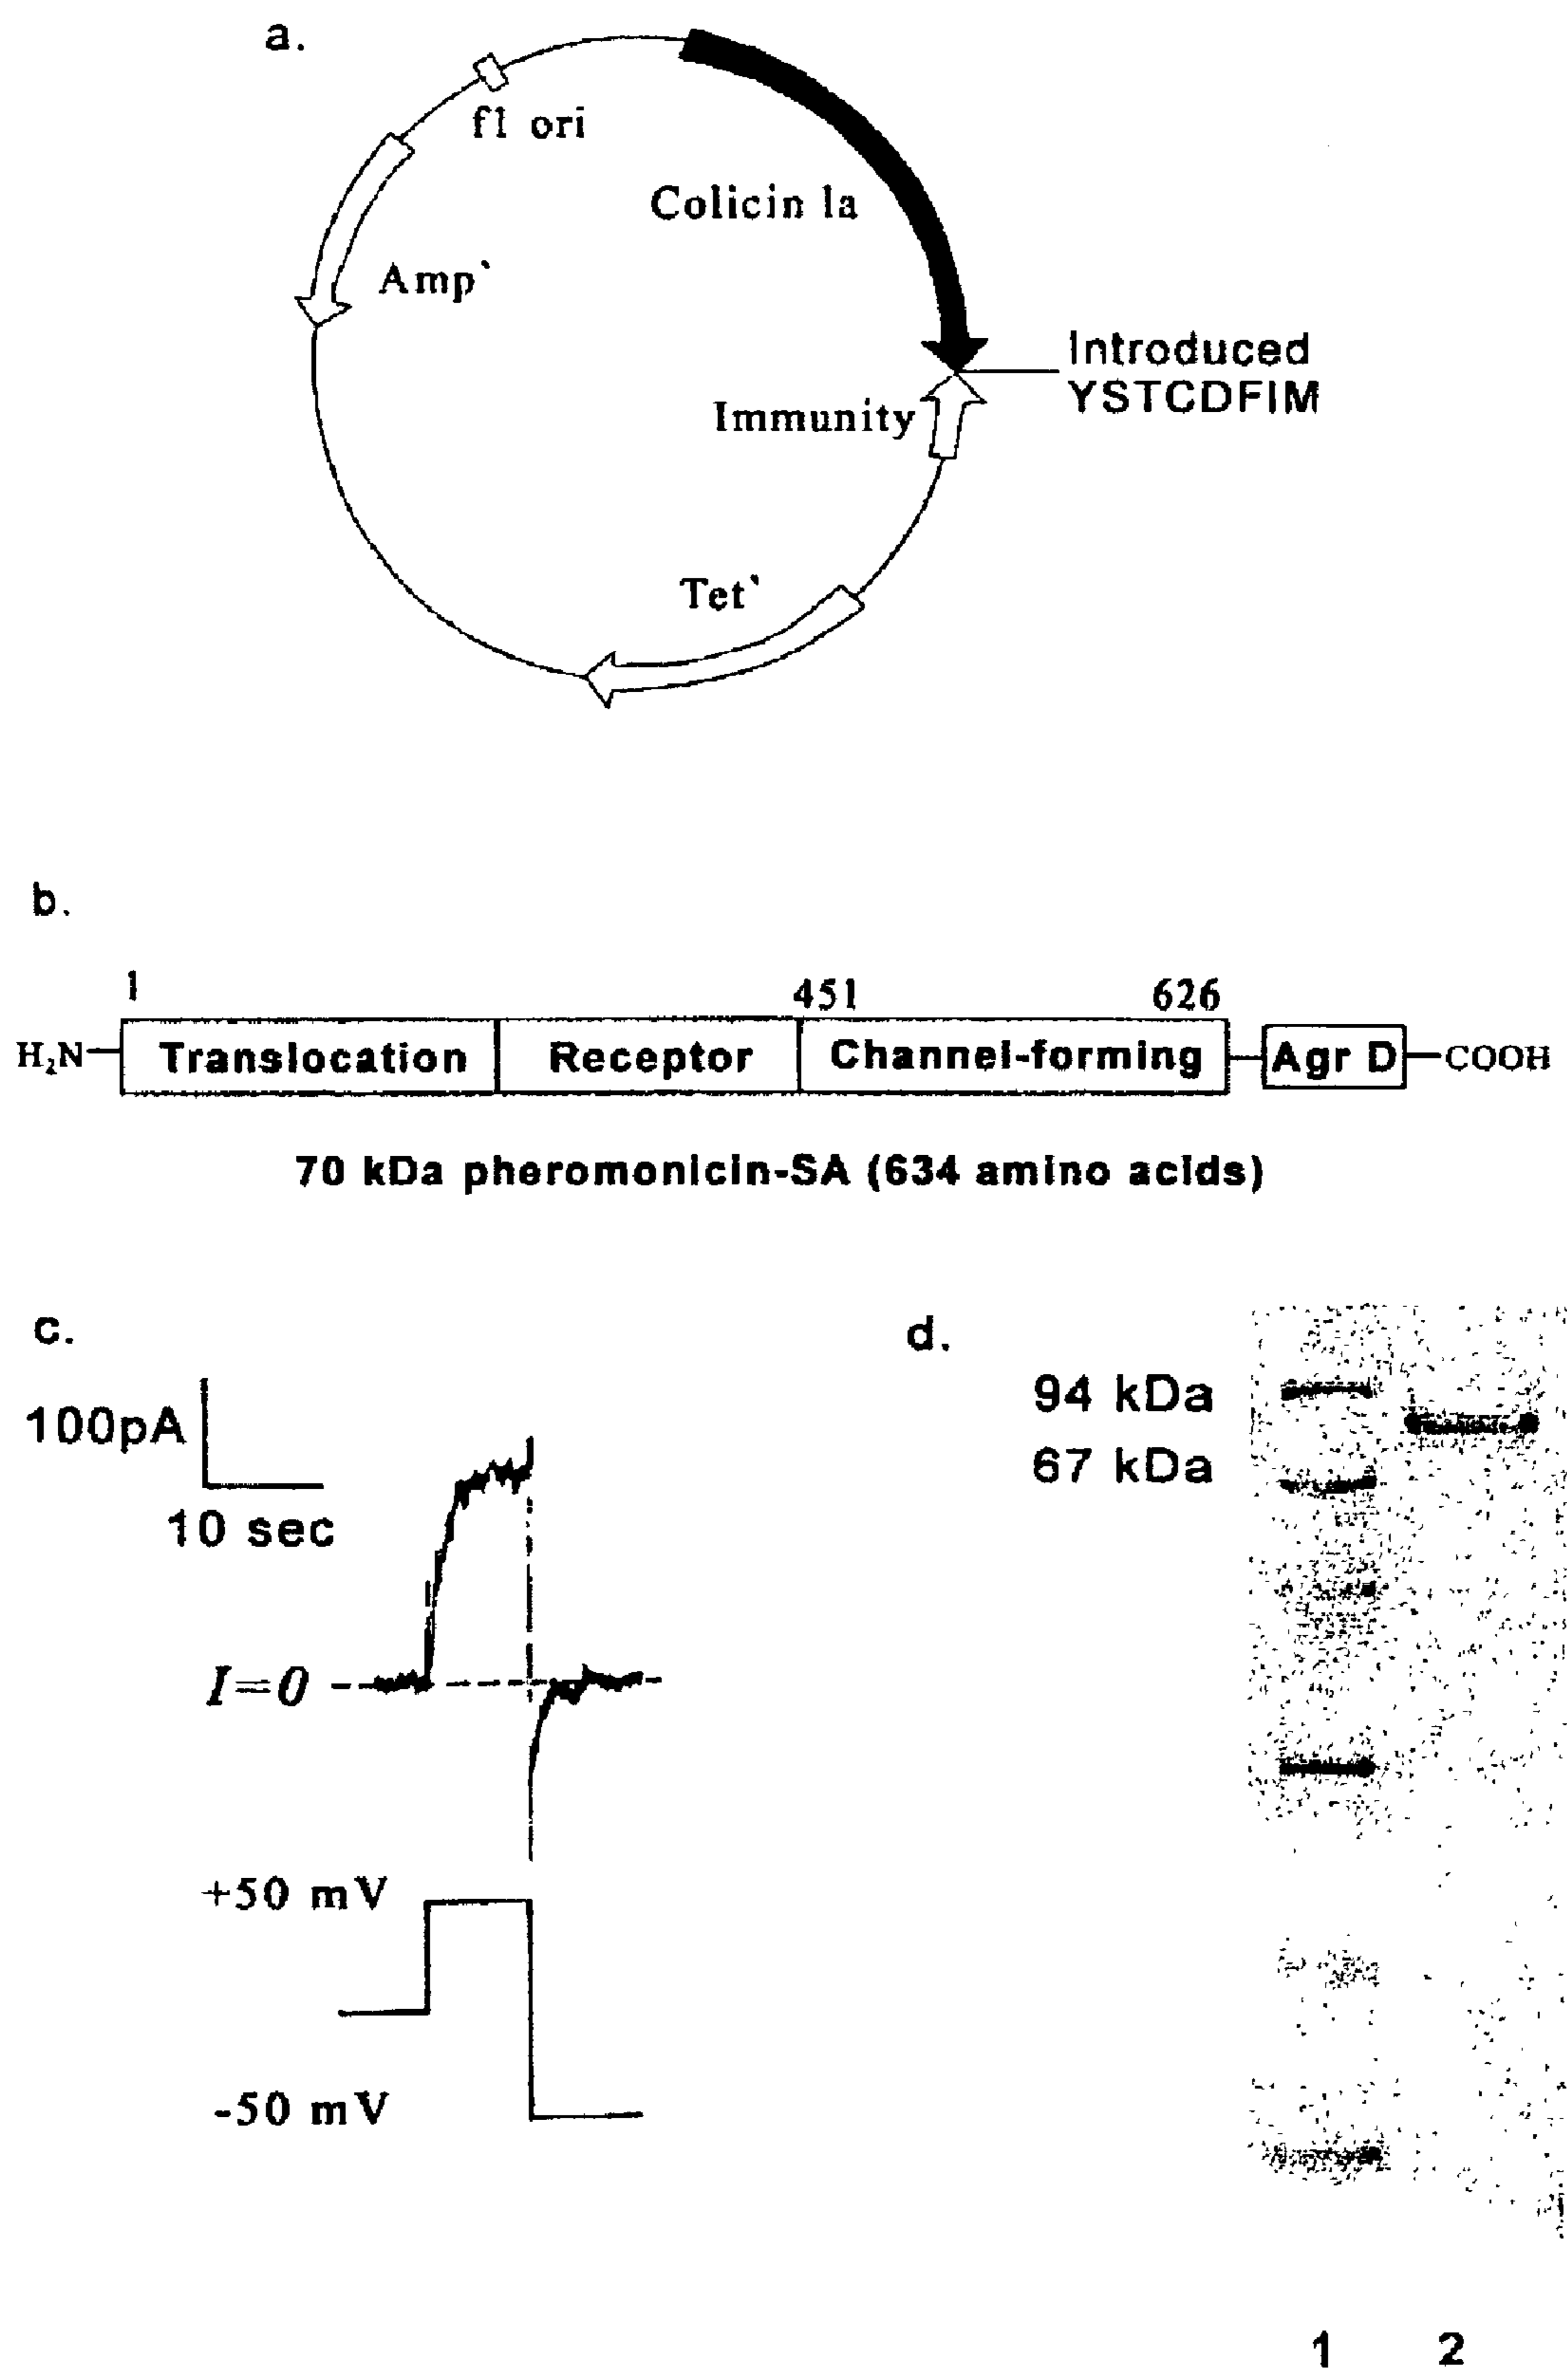 a.
f1 ori
Colicin la
Amp`
Introduced
YSTCDFIM
Immunity
Tet`
b.
1
451
626
H₂N
Translocation
Receptor
Channel-forming
Agr D
COOH
70 kDa pheromonicin-SA (634 amino acids)
c.
d.
94 kDa
100pA
67 kDa
10 sec
I=0
+50 mV
-50 mV
1 2